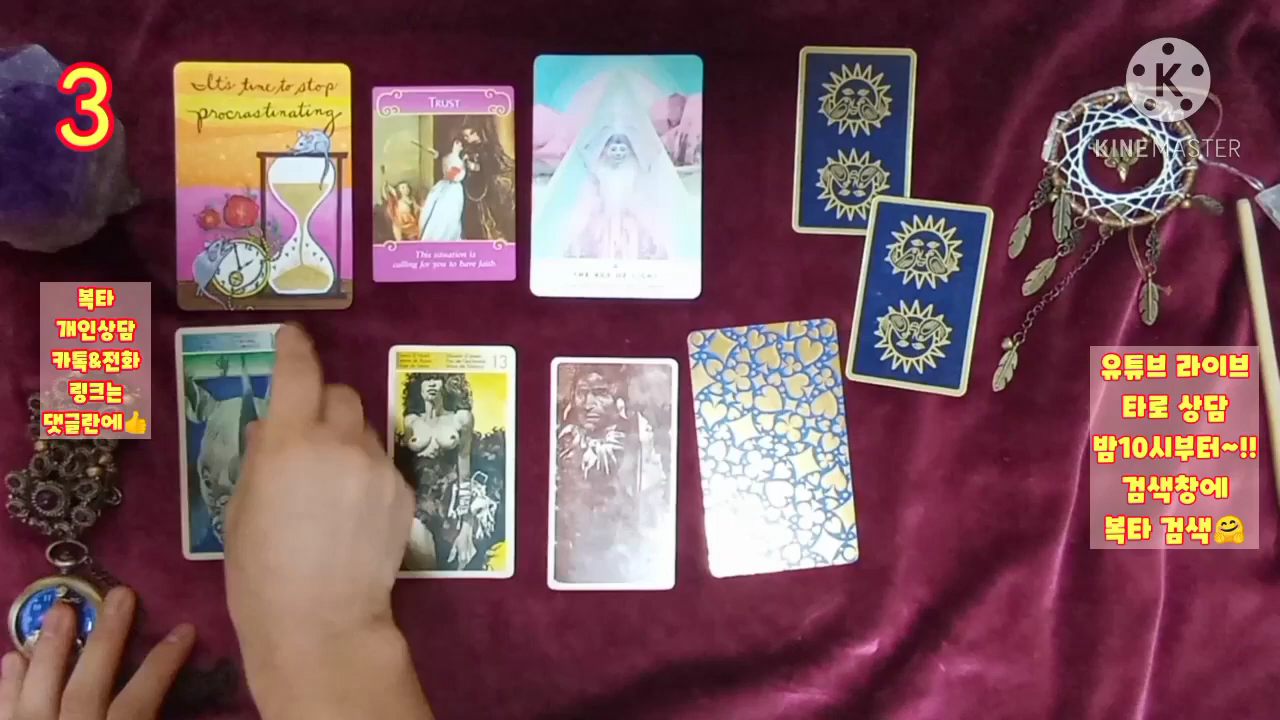 3
It's time to stop
procrastinating
TRUST
This situation is
calling for you to have faith.
THE AGE OF LIGHT
K
KINEMASTER
복타
개인상담
카톡&전화
링크는
댓글란에👍
13
유튜브 라이브
타로 상담
밤10시부터~!!
검색창에
복타 검색🤗